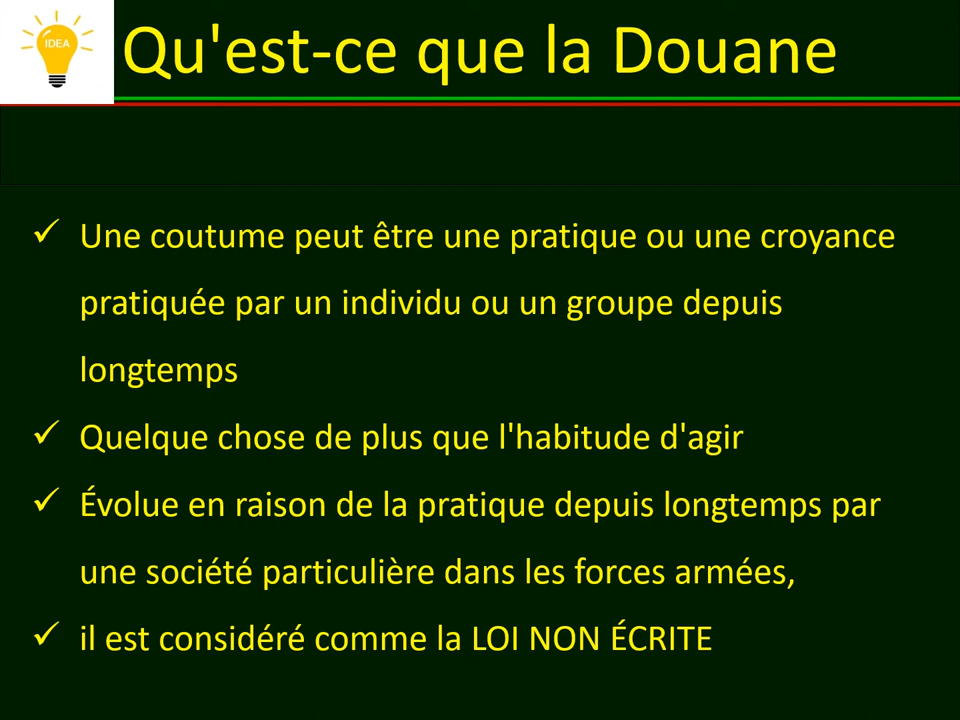 IDEA
Qu'est-ce que la Douane
✓ Une coutume peut être une pratique ou une croyance
pratiquée par un individu ou un groupe depuis
longtemps
✓ Quelque chose de plus que l'habitude d'agir
✓ Évolue en raison de la pratique depuis longtemps par
une société particulière dans les forces armées,
✓ il est considéré comme la LOI NON ÉCRITE